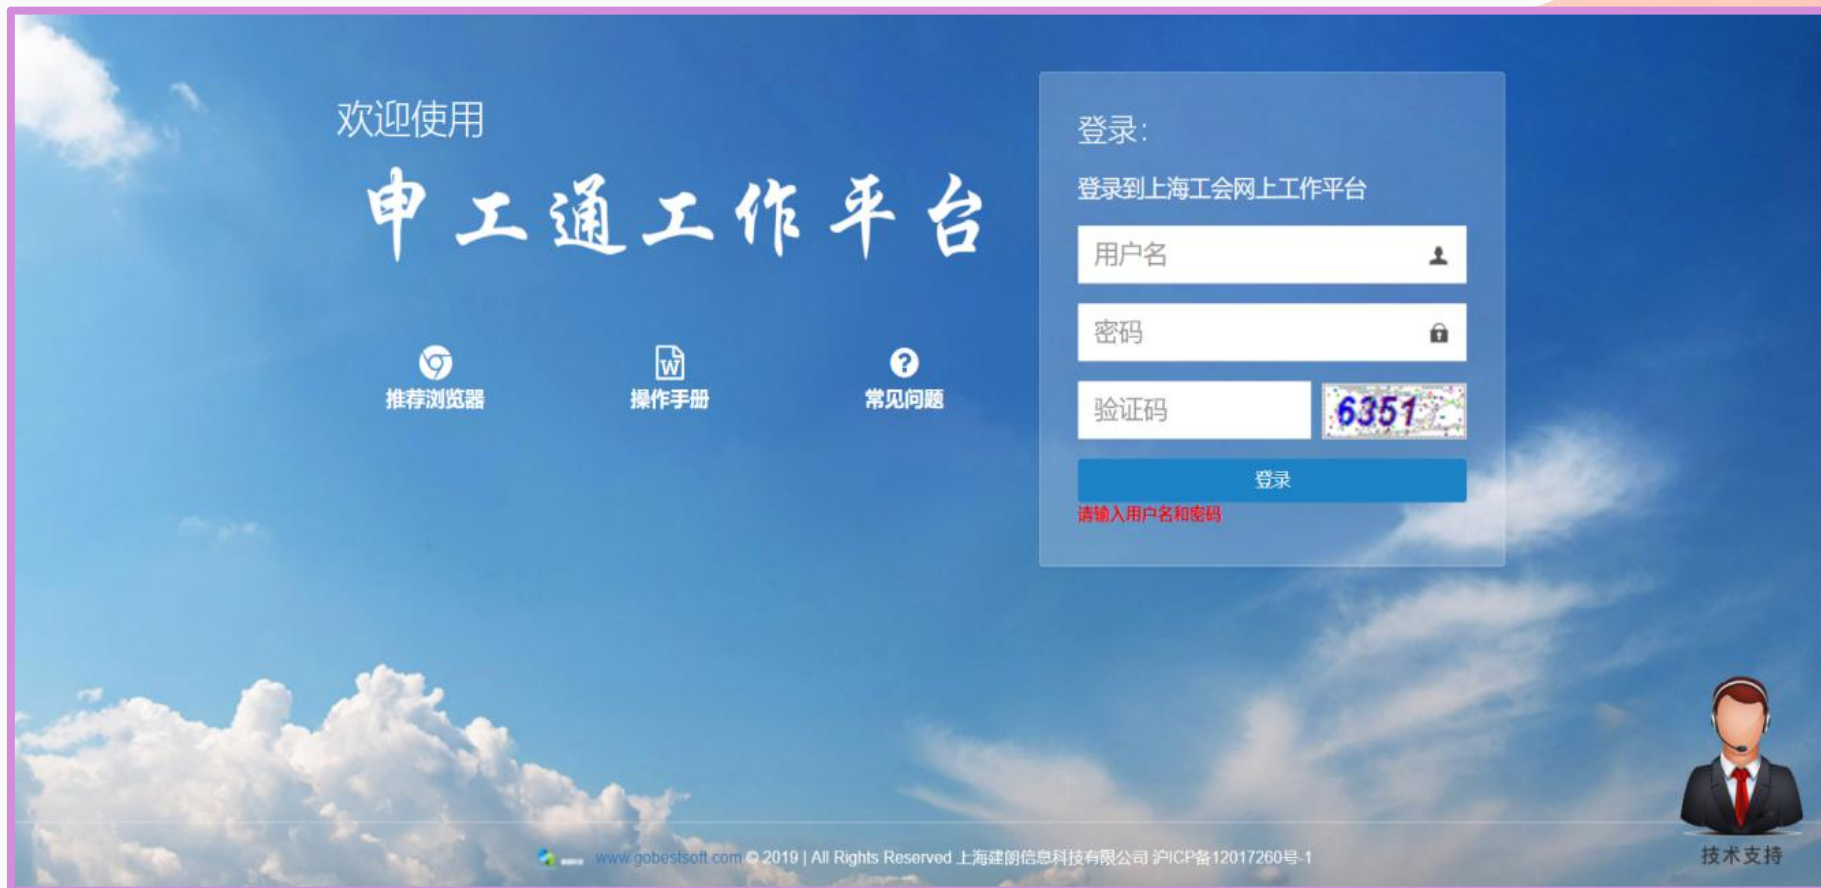 欢迎使用
申工通工作平台
推荐浏览器
操作手册
常见问题
登录：
登录到上海工会网上工作平台
用户名
密码
验证码
6351
登录
请输入用户名和密码
www.gobestsoft.com © 2019 | All Rights Reserved 上海建朗信息科技有限公司 沪ICP备12017260号-1
技术支持